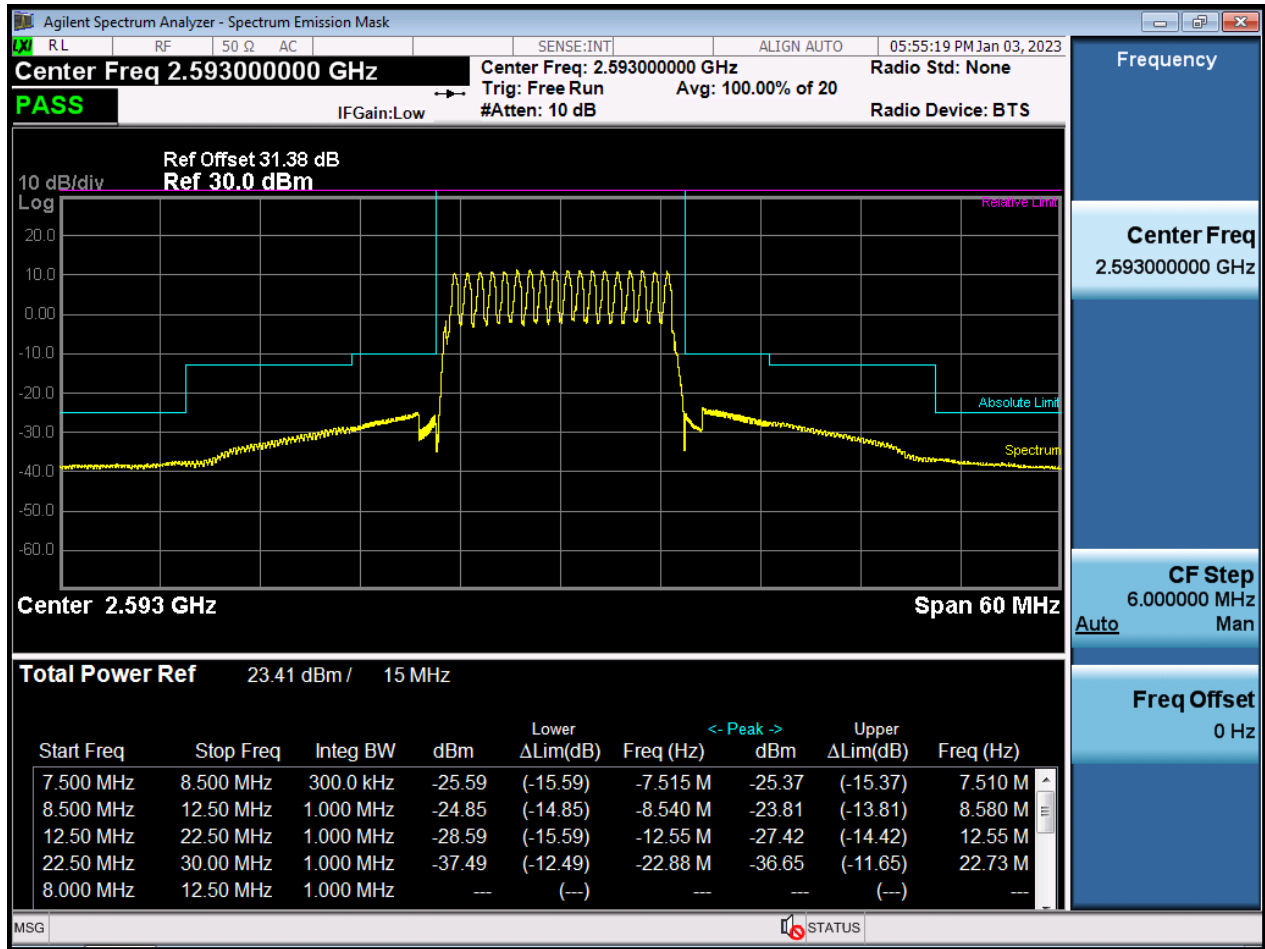 Agilent Spectrum Analyzer - Spectrum Emission Mask
LXI RL RF 50 Ω AC SENSE:INT ALIGN AUTO 05:55:19 PM Jan 03, 2023
Center Freq 2.593000000 GHz
Center Freq: 2.593000000 GHz Radio Std: None
Trig: Free Run Avg: 100.00% of 20
PASS
IFGain:Low #Atten: 10 dB Radio Device: BTS
Ref Offset 31.38 dB
10 dB/div Ref 30.0 dBm
Log
Relative Limit
20.0
10.0
0.00
-10.0
-20.0
Absolute Limit
-30.0
Spectrum
-40.0
-50.0
-60.0
Center 2.593 GHz Span 60 MHz
Total Power Ref 23.41 dBm / 15 MHz
Lower <- Peak -> Upper
Start Freq Stop Freq Integ BW dBm ΔLim(dB) Freq (Hz) dBm ΔLim(dB) Freq (Hz)
7.500 MHz 8.500 MHz 300.0 kHz -25.59 (-15.59) -7.515 M -25.37 (-15.37) 7.510 M
8.500 MHz 12.50 MHz 1.000 MHz -24.85 (-14.85) -8.540 M -23.81 (-13.81) 8.580 M
12.50 MHz 22.50 MHz 1.000 MHz -28.59 (-15.59) -12.55 M -27.42 (-14.42) 12.55 M
22.50 MHz 30.00 MHz 1.000 MHz -37.49 (-12.49) -22.88 M -36.65 (-11.65) 22.73 M
8.000 MHz 12.50 MHz 1.000 MHz --- (---) --- --- (---) ---
MSG STATUS
Frequency
Center Freq
2.593000000 GHz
CF Step
6.000000 MHz
Auto Man
Freq Offset
0 Hz